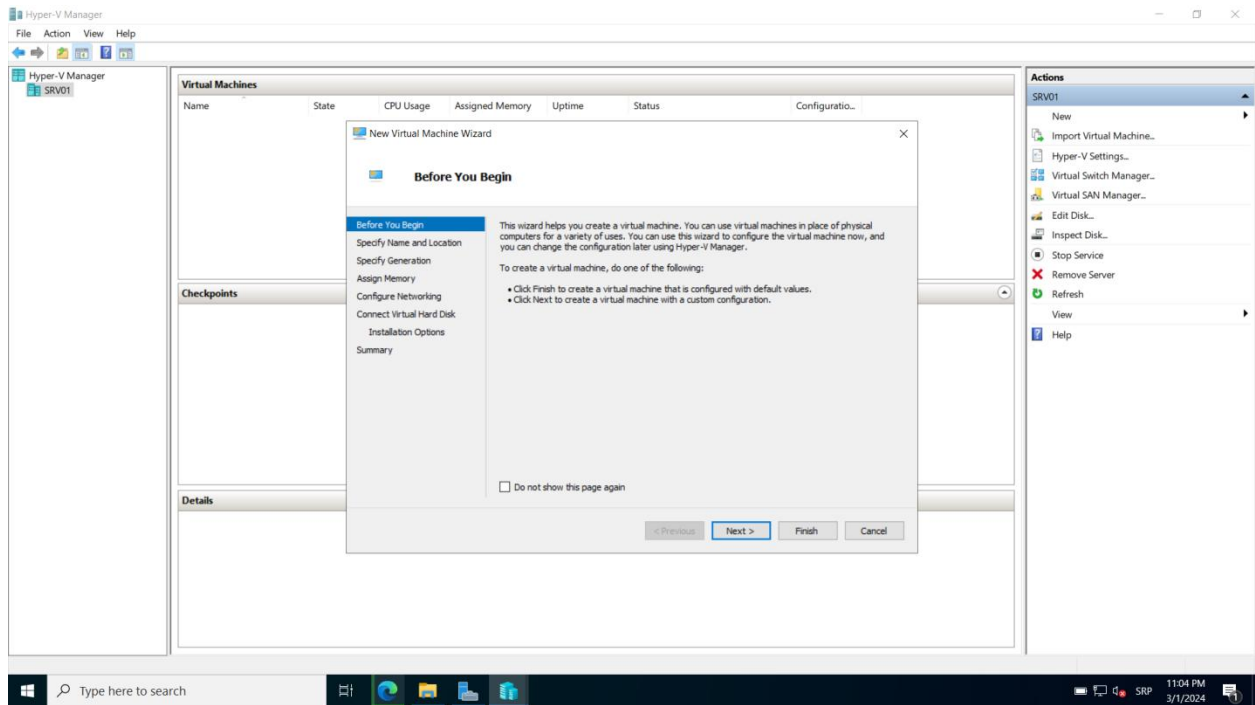 Hyper-V Manager
File Action View Help
Hyper-V Manager
SRV01
Virtual Machines
Name State CPU Usage Assigned Memory Uptime Status Configuratio...
New Virtual Machine Wizard
Before You Begin
Before You Begin
Specify Name and Location
Specify Generation
Assign Memory
Configure Networking
Connect Virtual Hard Disk
Installation Options
Summary
This wizard helps you create a virtual machine. You can use virtual machines in place of physical
computers for a variety of uses. You can use this wizard to configure the virtual machine now, and
you can change the configuration later using Hyper-V Manager.
To create a virtual machine, do one of the following:
• Click Finish to create a virtual machine that is configured with default values.
• Click Next to create a virtual machine with a custom configuration.
Do not show this page again
< Previous Next > Finish Cancel
Checkpoints
Details
Actions
SRV01
New
Import Virtual Machine...
Hyper-V Settings...
Virtual Switch Manager...
Virtual SAN Manager...
Edit Disk...
Inspect Disk...
Stop Service
Remove Server
Refresh
View
Help
Type here to search
SRP
11:04 PM
3/1/2024
1